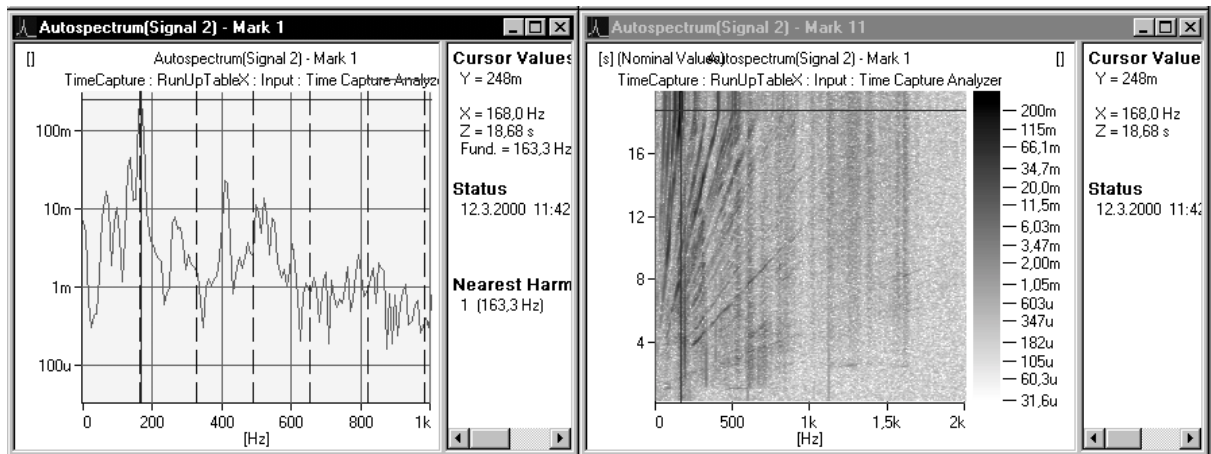 Autospectrum(Signal 2) - Mark 1
[]
Autospectrum(Signal 2) - Mark 1
TimeCapture : RunUpTableX : Input : Time Capture Analyzer
100m
10m
1m
100u
0 200 400 600 800 1k
[Hz]
Cursor Values
Y = 248m
X = 168,0 Hz
Z = 18,68 s
Fund. = 163,3 Hz
Status
12.3.2000 11:42
Nearest Harm
1 (163,3 Hz)
Autospectrum(Signal 2) - Mark 11
[s] (Nominal Values) Autospectrum(Signal 2) - Mark 1 []
TimeCapture : RunUpTableX : Input : Time Capture Analyzer
16
12
8
4
0 500 1k 1,5k 2k
[Hz]
200m
115m
66,1m
34,7m
20,0m
11,5m
6,03m
3,47m
2,00m
1,05m
603u
347u
182u
105u
60,3u
31,6u
Cursor Value
Y = 248m
X = 168,0 Hz
Z = 18,68 s
Status
12.3.2000 11:42